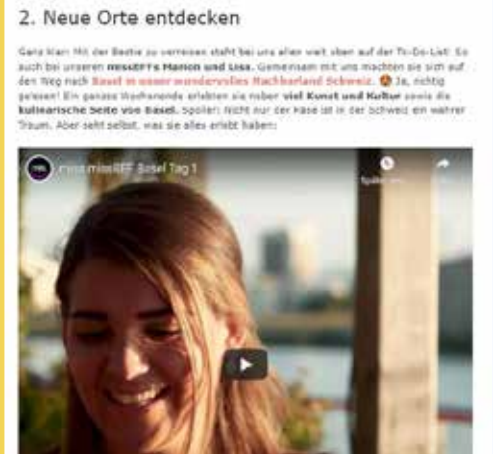 2. Neue Orte entdecken
Ganz klar: Mit der Bestie zu verreisen steht bei uns allen weit oben auf der To-Do-List! So
auch bei unseren missEFFs Marion und Lisa. Gemeinsam mit uns machten sie sich auf
den Weg nach Basel in unser wundervolles Nachbarland Schweiz. 😍 Ja, richtig
gelesen! Ein ganzes Wochenende erlebten sie neben viel Kunst und Kultur sowie die
kulinarische Seite von Basel. Spoiler: Nicht nur der Käse ist in der Schweiz ein wahrer
Traum. Aber seht selbst, was sie alles erlebt haben:
miss missEFF Basel Tag 1